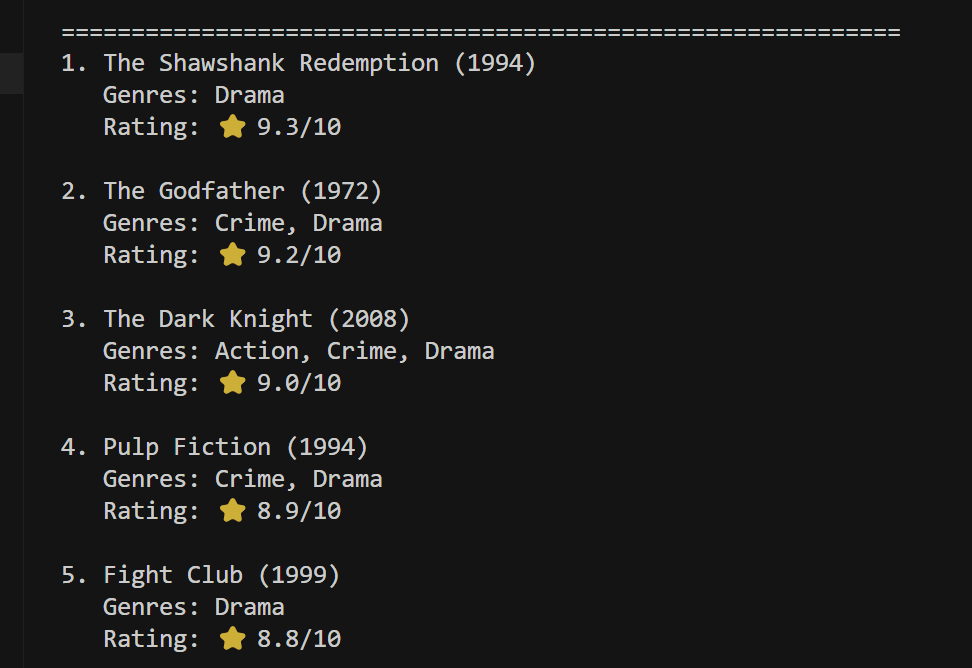 ============================================================
1. The Shawshank Redemption (1994)
Genres: Drama
Rating: ⭐ 9.3/10
2. The Godfather (1972)
Genres: Crime, Drama
Rating: ⭐ 9.2/10
3. The Dark Knight (2008)
Genres: Action, Crime, Drama
Rating: ⭐ 9.0/10
4. Pulp Fiction (1994)
Genres: Crime, Drama
Rating: ⭐ 8.9/10
5. Fight Club (1999)
Genres: Drama
Rating: ⭐ 8.8/10